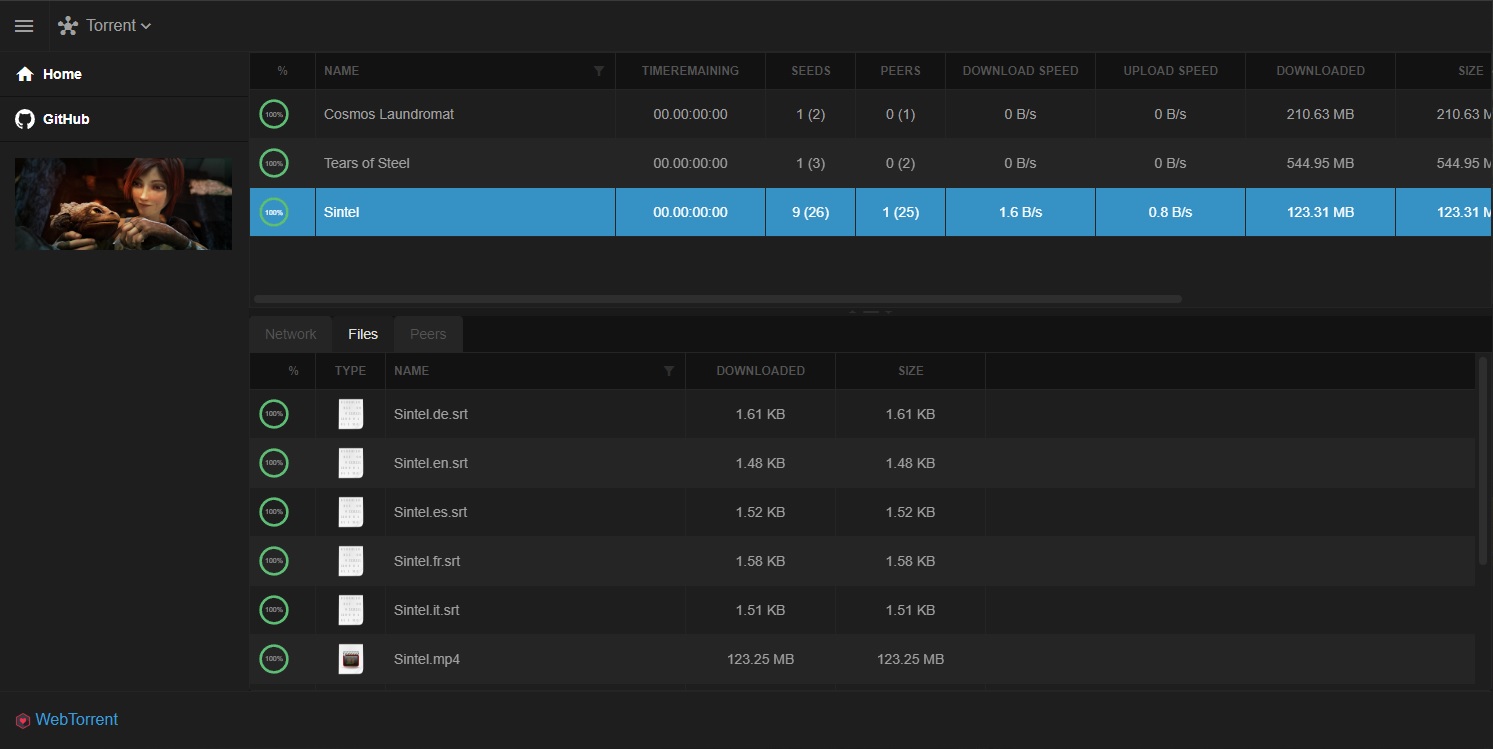 Torrent
Home
GitHub
% NAME TIMEREMAINING SEEDS PEERS DOWNLOAD SPEED UPLOAD SPEED DOWNLOADED SIZE
100% Cosmos Laundromat 00.00:00:00 1 (2) 0 (1) 0 B/s 0 B/s 210.63 MB 210.63 M
100% Tears of Steel 00.00:00:00 1 (3) 0 (2) 0 B/s 0 B/s 544.95 MB 544.95 M
100% Sintel 00.00:00:00 9 (26) 1 (25) 1.6 B/s 0.8 B/s 123.31 MB 123.31 M
Network Files Peers
% TYPE NAME DOWNLOADED SIZE
100% Sintel.de.srt 1.61 KB 1.61 KB
100% Sintel.en.srt 1.48 KB 1.48 KB
100% Sintel.es.srt 1.52 KB 1.52 KB
100% Sintel.fr.srt 1.58 KB 1.58 KB
100% Sintel.it.srt 1.51 KB 1.51 KB
100% Sintel.mp4 123.25 MB 123.25 MB
WebTorrent